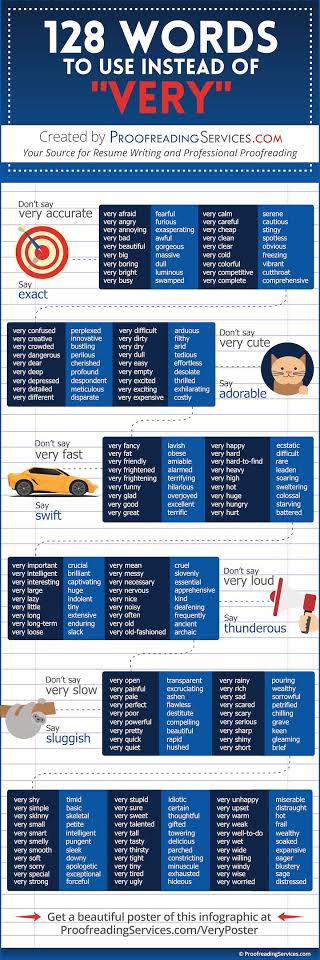 128 WORDS
TO USE INSTEAD OF
"VERY"
Created by PROOFREADINGSERVICES.COM
Your Source for Resume Writing and Professional Proofreading
Don't say
very accurate
Say
exact
very afraid fearful very calm serene
very angry furious very careful cautious
very annoying exasperating very cheap stingy
very bad awful very clean spotless
very beautiful gorgeous very clear obvious
very big massive very cold freezing
very boring dull very colorful vibrant
very bright luminous very competitive cutthroat
very busy swamped very complete comprehensive
very confused perplexed very difficult arduous
very creative innovative very dirty filthy
very crowded bustling very dry arid
very dangerous perilous very dull tedious
very dear cherished very easy effortless
very deep profound very empty desolate
very depressed despondent very excited thrilled
very detailed meticulous very exciting exhilarating
very different disparate very expensive costly
Don't say
very cute
Say
adorable
Don't say
very fast
Say
swift
very fancy lavish very happy ecstatic
very fat obese very hard difficult
very friendly amiable very hard-to-find rare
very frightened alarmed very heavy leaden
very frightening terrifying very high soaring
very funny hilarious very hot sweltering
very glad overjoyed very huge colossal
very good excellent very hungry starving
very great terrific very hurt battered
very important crucial very mean cruel
very intelligent brilliant very messy slovenly
very interesting captivating very necessary essential
very large huge very nervous apprehensive
very lazy indolent very nice kind
very little tiny very noisy deafening
very long extensive very often frequently
very long-term enduring very old ancient
very loose slack very old-fashioned archaic
Don't say
very loud
Say
thunderous
Don't say
very slow
Say
sluggish
very open transparent very rainy pouring
very painful excruciating very rich wealthy
very pale ashen very sad sorrowful
very perfect flawless very scared petrified
very poor destitute very scary chilling
very powerful compelling very serious grave
very pretty beautiful very sharp keen
very quick rapid very shiny gleaming
very quiet hushed very short brief
very shy timid very stupid idiotic very unhappy miserable
very simple basic very sure certain very upset distraught
very skinny skeletal very sweet thoughtful very warm hot
very small petite very talented gifted very weak frail
very smart intelligent very tall towering very well-to-do wealthy
very smelly pungent very tasty delicious very wet soaked
very smooth sleek very thirsty parched very wide expansive
very soft downy very tight constricting very willing eager
very sorry apologetic very tiny minuscule very windy blustery
very special exceptional very tired exhausted very wise sage
very strong forceful very ugly hideous very worried distressed
Get a beautiful poster of this infographic at
ProofreadingServices.com/VeryPoster
© ProofreadingServices.com